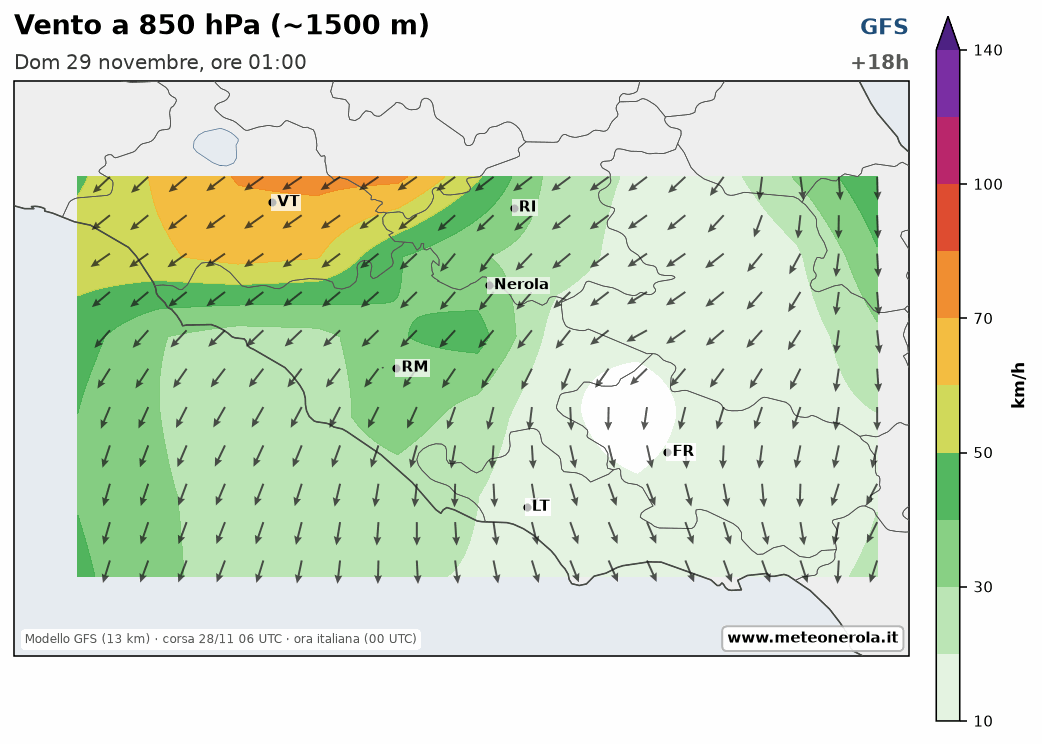 Vento a 850 hPa (~1500 m)
GFS
Dom 29 novembre, ore 01:00
+18h
VT
RI
Nerola
RM
FR
LT
140
100
70
50
30
10
km/h
Modello GFS (13 km) · corsa 28/11 06 UTC · ora italiana (00 UTC)
www.meteonerola.it